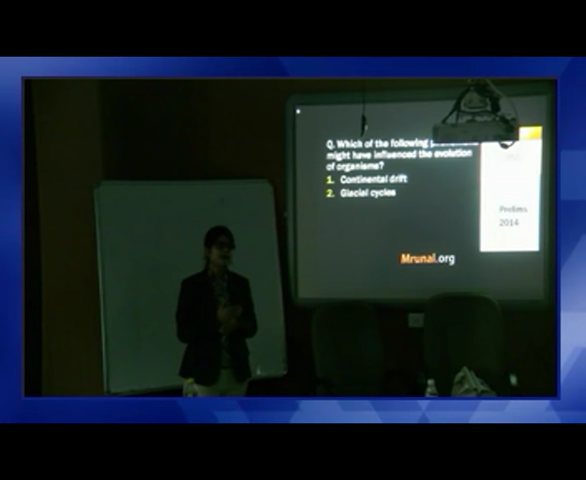 Q. Which of the following
might have influenced the evolution
of organisms?
1. Continental drift
2. Glacial cycles
Prelims
2014
Mrunal.org